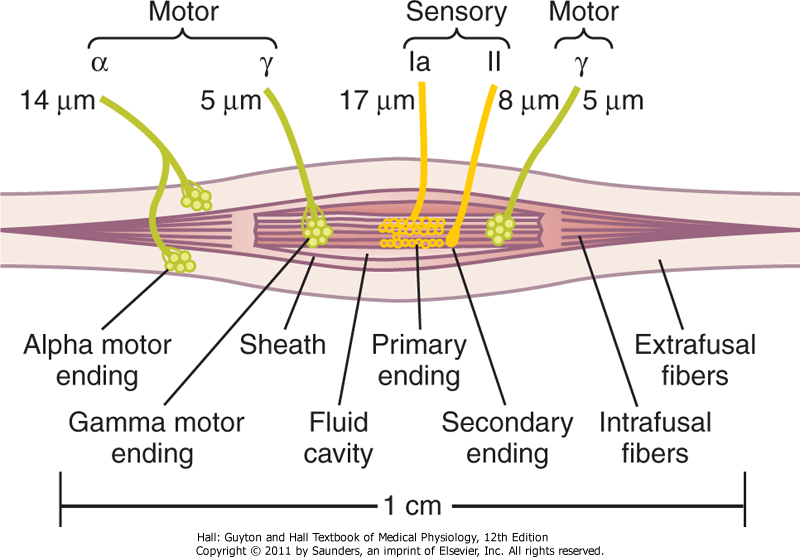 Motor Sensory Motor
α γ Ia II γ
14 μm 5 μm 17 μm 8 μm 5 μm
Alpha motor
ending
Sheath
Primary
ending
Extrafusal
fibers
Gamma motor
ending
Fluid
cavity
Secondary
ending
Intrafusal
fibers
1 cm
Hall: Guyton and Hall Textbook of Medical Physiology, 12th Edition
Copyright © 2011 by Saunders, an imprint of Elsevier, Inc. All rights reserved.